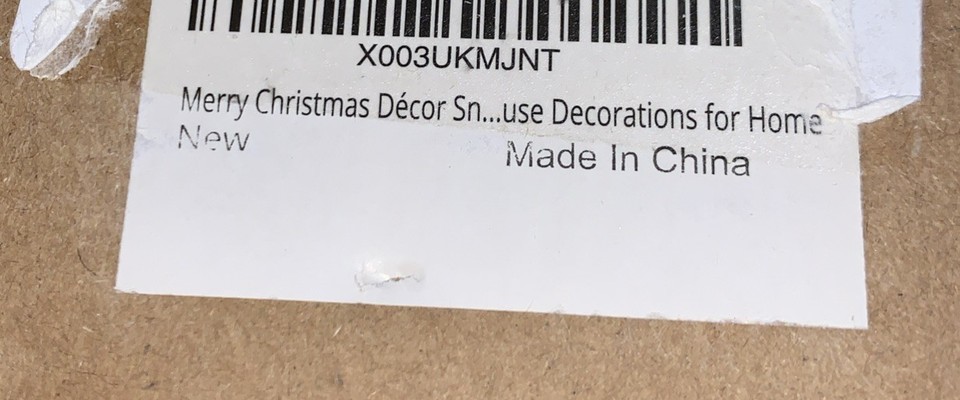 X003UKMJNT
Merry Christmas Décor Sn...use Decorations for Home
New
Made In China